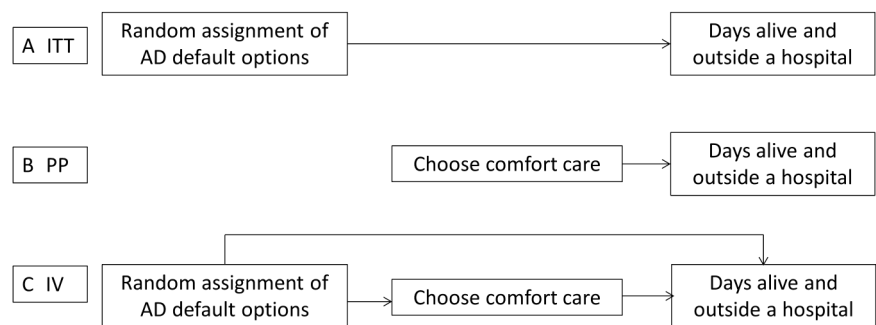 A ITT
Random assignment of
AD default options
Days alive and
outside a hospital
B PP
Choose comfort care
Days alive and
outside a hospital
C IV
Random assignment of
AD default options
Choose comfort care
Days alive and
outside a hospital